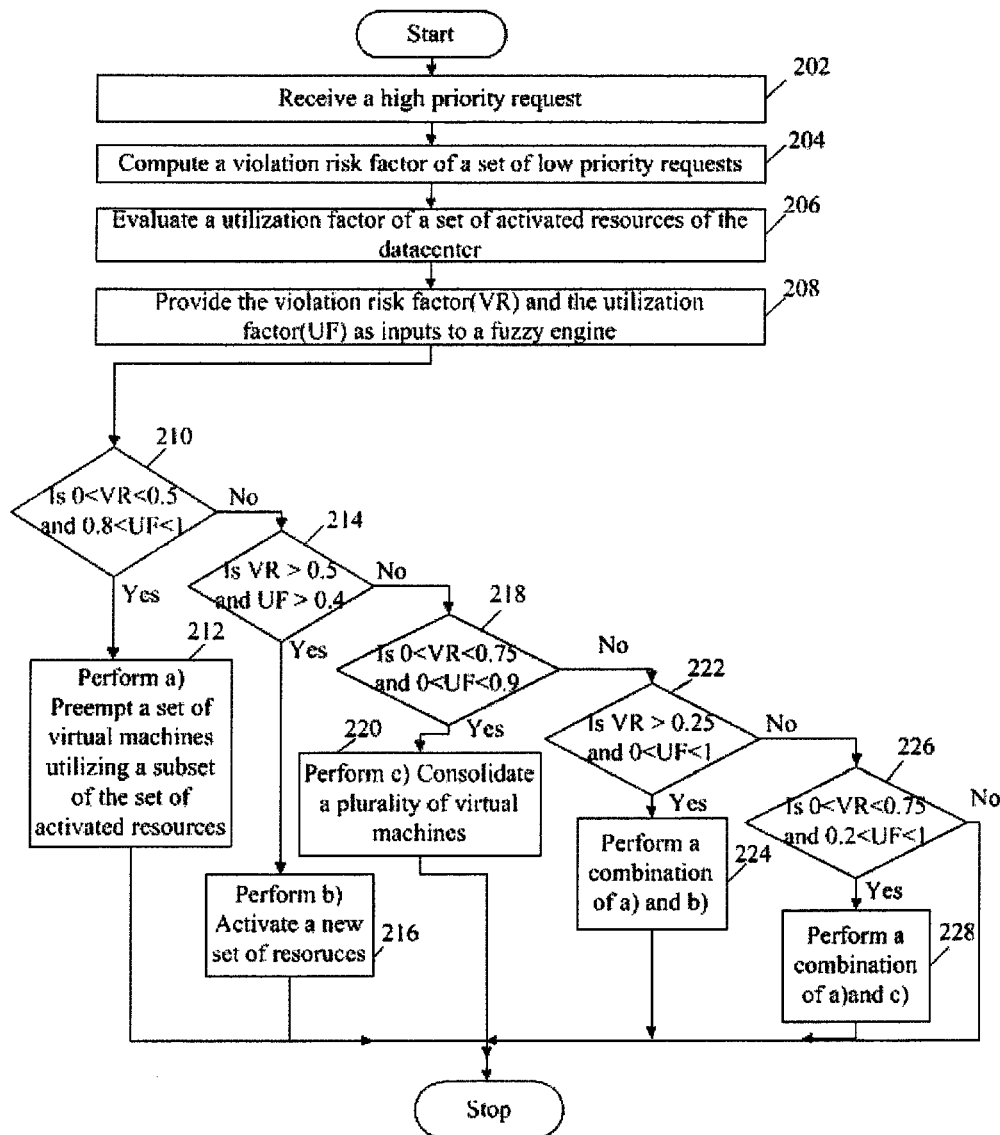 Start
202
Receive a high priority request
204
Compute a violation risk factor of a set of low priority requests
206
Evaluate a utilization factor of a set of activated resources of the
datacenter
208
Provide the violation risk factor(VR) and the utilization
factor(UF) as inputs to a fuzzy engine
210
Is 0<VR<0.5
and 0.8<UF<1
No
Yes
214
Is VR > 0.5
and UF > 0.4
No
Yes
218
Is 0<VR<0.75
and 0<UF<0.9
No
Yes
222
Is VR > 0.25
and 0<UF<1
No
Yes
226
Is 0<VR<0.75
and 0.2<UF<1
No
Yes
212
Perform a)
Preempt a set of
virtual machines
utilizing a subset
of the set of
activated resources
220
Perform c) Consolidate
a plurality of virtual
machines
Perform a
combination
of a) and b)
224
Perform b)
Activate a new
set of resoruces
216
Perform a
combination
of a)and c)
228
Stop